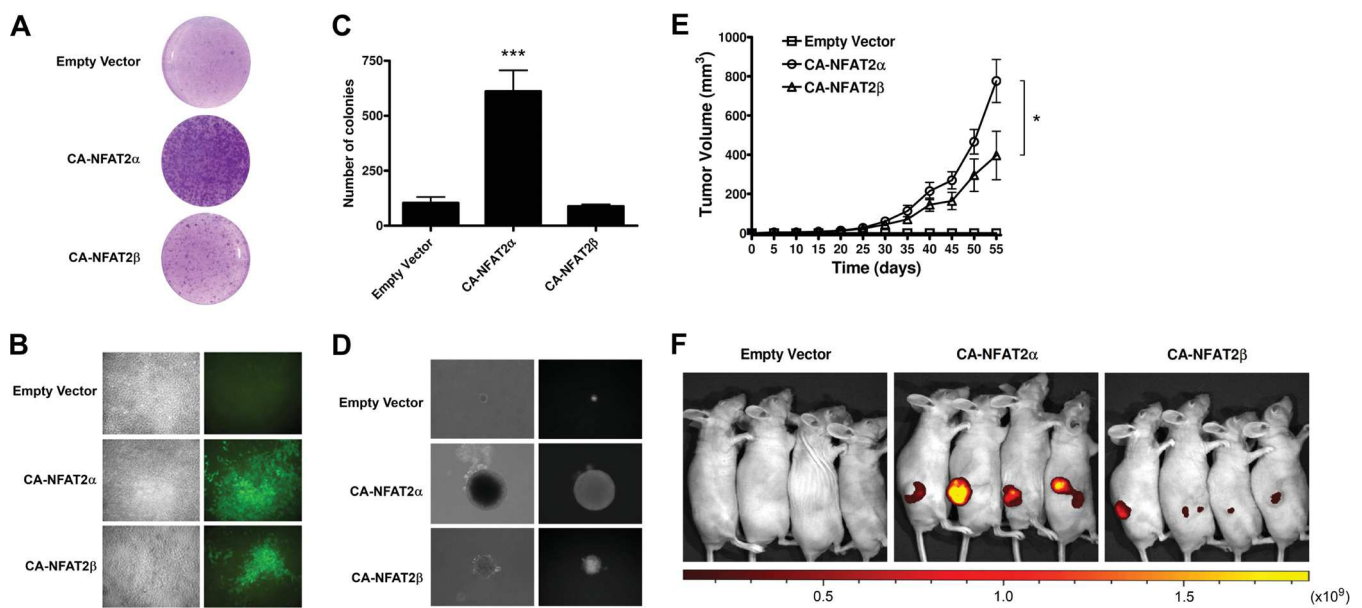 A
Empty Vector
CA-NFAT2α
CA-NFAT2β
B
Empty Vector
CA-NFAT2α
CA-NFAT2β
C
Number of colonies
750
500
250
0
***
Empty Vector
CA-NFAT2α
CA-NFAT2β
D
Empty Vector
CA-NFAT2α
CA-NFAT2β
E
Tumor Volume (mm³)
1000
800
600
400
200
0
Empty Vector
CA-NFAT2α
CA-NFAT2β
*
0 5 10 15 20 25 30 35 40 45 50 55
Time (days)
F
Empty Vector CA-NFAT2α CA-NFAT2β
0.5 1.0 1.5 (x10⁹)